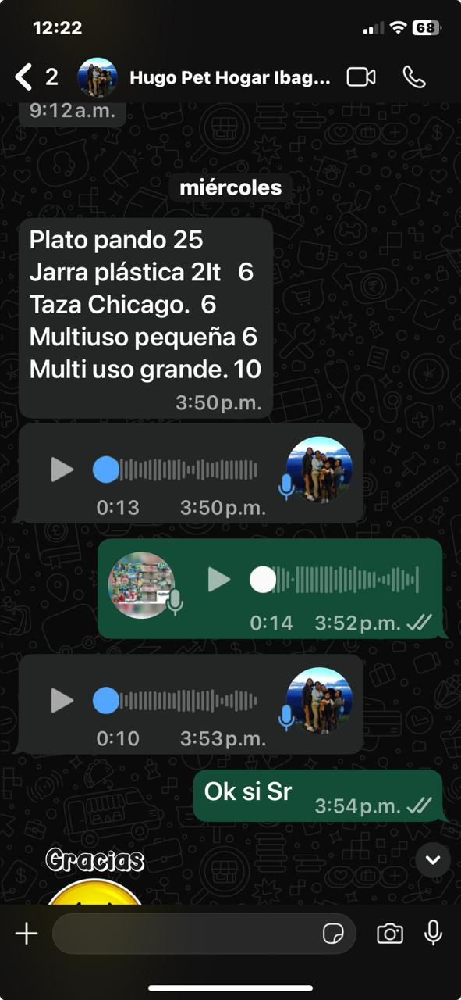 12:22
68
2
Hugo Pet Hogar Ibag...
9:12 a.m.
miércoles
Plato pando 25
Jarra plástica 2lt 6
Taza Chicago. 6
Multiuso pequeña 6
Multi uso grande. 10
3:50 p.m.
0:13 3:50 p.m.
0:14 3:52 p.m.
0:10 3:53 p.m.
Ok si Sr
3:54 p.m.
Gracias